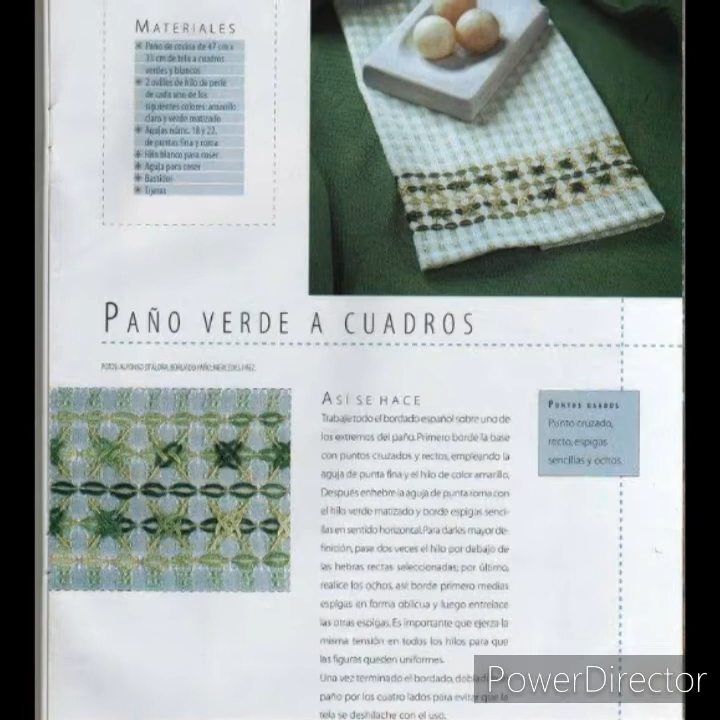 MATERIALES
Paño de cocina de 47 cm x
33 cm de tela a cuadros
verdes y blancos
2 ovillos de hilo de perlé
de cada uno de los
siguientes colores: amarillo
claro y verde matizado
Agujas núms. 18 y 22,
de puntas fina y roma
Hilo blanco para coser
Aguja para coser
Bastidor
Tijeras
PAÑO VERDE A CUADROS
FOTOS: ALFONSO
ASÍ SE HACE
Trabaje todo el bordado español sobre uno de
los extremos del paño. Primero borde la base
con puntos cruzados y rectos, empleando la
aguja de punta fina y el hilo de color amarillo.
Después enhebre la aguja de punta roma con
el hilo verde matizado y borde espigas senci-
llas en sentido horizontal. Para darles mayor de-
finición, pase dos veces el hilo por debajo de
las hebras rectas seleccionadas; por último,
realice los ochos, así: borde primero medias
espigas en forma oblicua y luego entrelace
las otras espigas. Es importante que ejerza la
misma tensión en todos los hilos para que
las figuras queden uniformes.
Una vez terminado el bordado, doble el
paño por los cuatro lados para evitar que la
tela se deshilache con el uso.
PUNTOS USADOS
Punto cruzado,
recto, espigas
sencillas y ochos.
PowerDirector